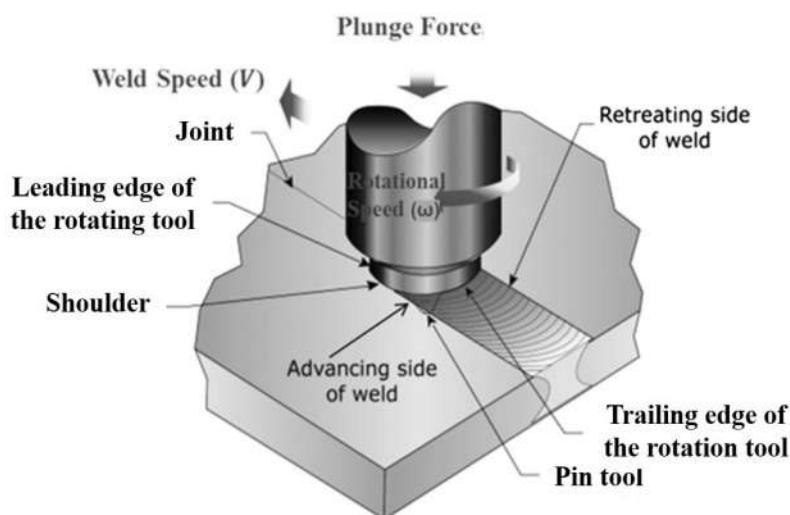 Plunge Force
Weld Speed (V)
Joint
Retreating side
of weld
Leading edge of
the rotating tool
Rotational
Speed (ω)
Shoulder
Advancing side
of weld
Trailing edge of
the rotation tool
Pin tool